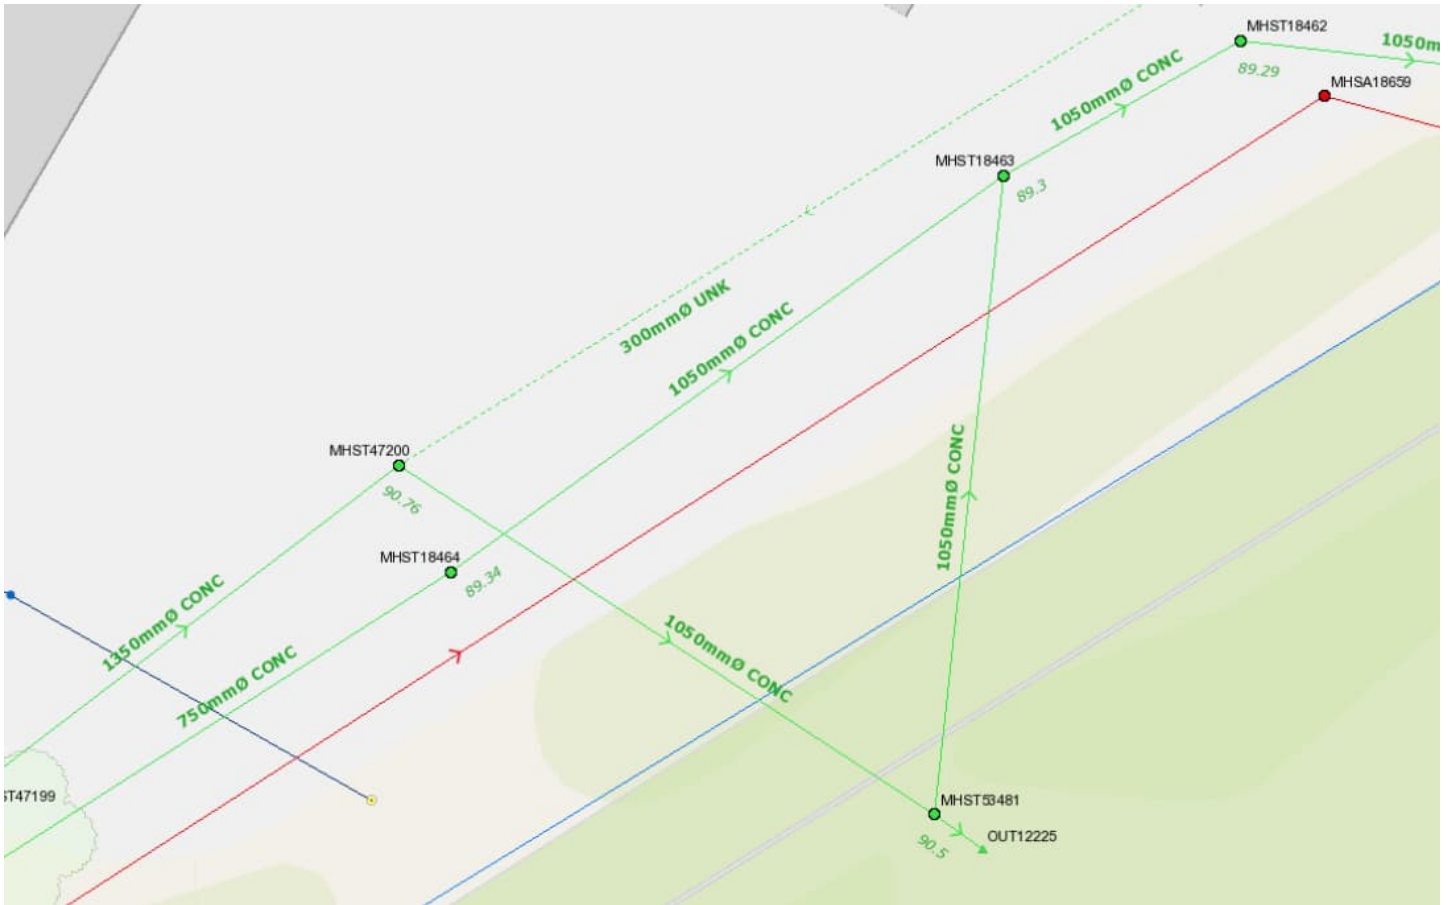 MHST18462
1050m
1050mmØ CONC
89.29
MHSA18659
MHST18463
89.3
300mmØ UNK
1050mmØ CONC
MHST47200
90.76
1050mmØ CONC
MHST18464
89.34
1350mmØ CONC
1050mmØ CONC
750mmØ CONC
ST47199
MHST53481
OUT12225
90.5